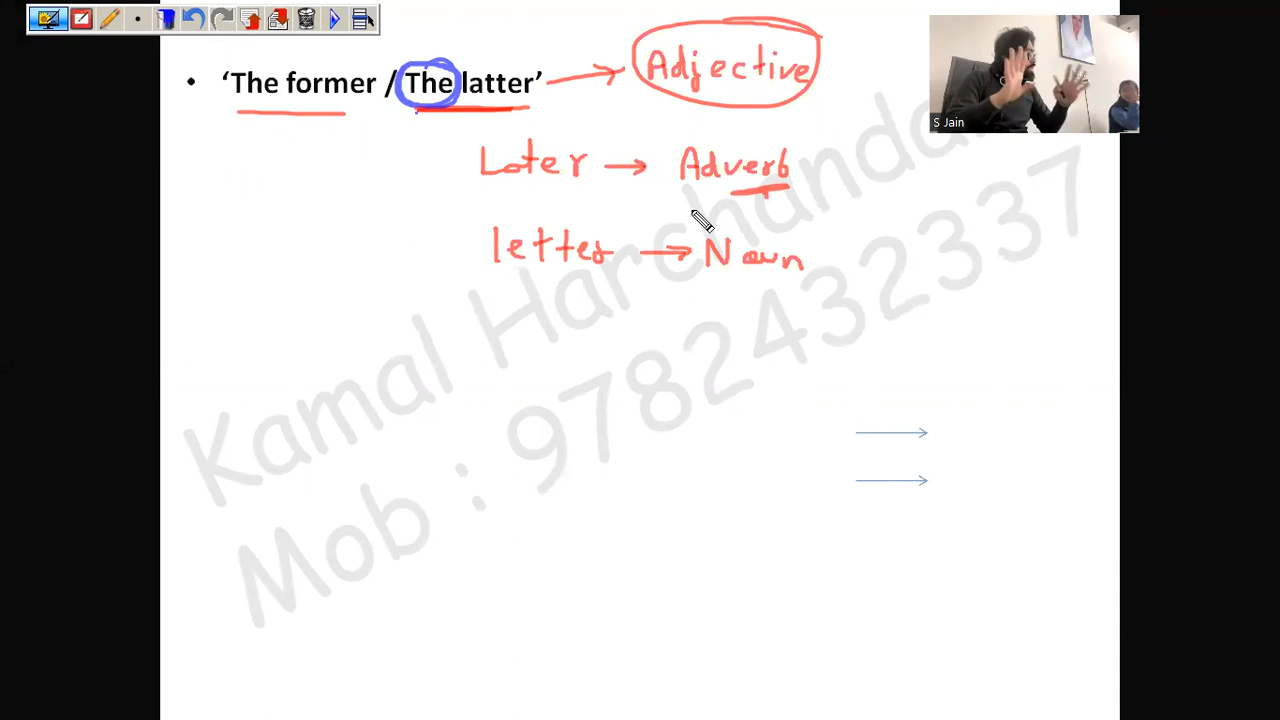 • ‘The former / The latter’ → Adjective
S Jain
Later → Adverb
letter → Noun
Kamal Harchandani
Mob : 9782432337